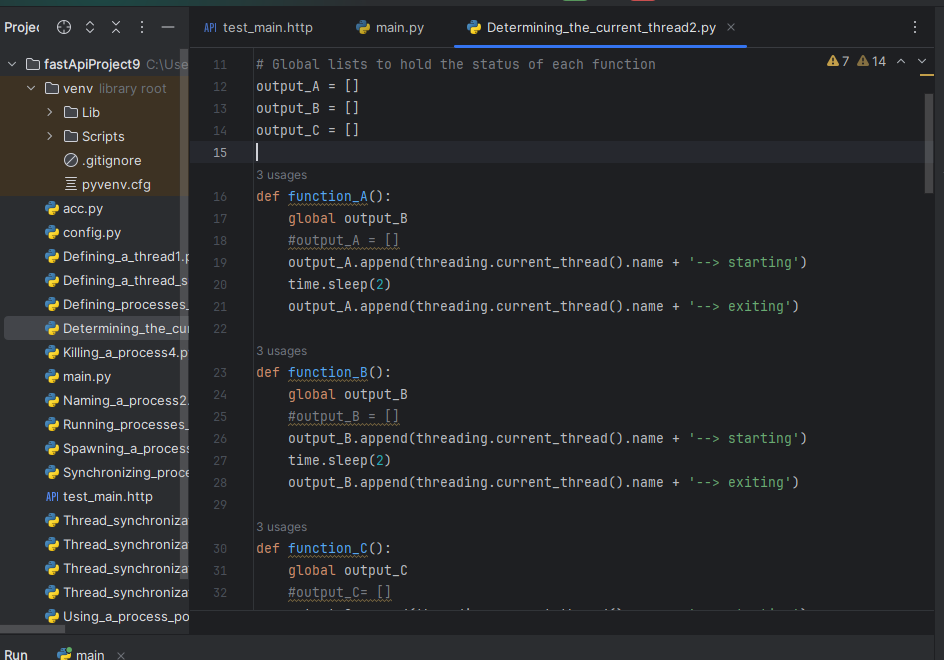 Projec
test_main.http
main.py
Determining_the_current_thread2.py
fastApiProject9 C:\Use
venv library root
Lib
Scripts
.gitignore
pyvenv.cfg
acc.py
config.py
Defining_a_thread1.p
Defining_a_thread_s
Defining_processes_
Determining_the_cur
Killing_a_process4.p
main.py
Naming_a_process2.
Running_processes_
Spawning_a_process
Synchronizing_proce
API test_main.http
Thread_synchroniza
Thread_synchroniza
Thread_synchroniza
Thread_synchroniza
Using_a_process_po
7 14
11 # Global lists to hold the status of each function
12 output_A = []
13 output_B = []
14 output_C = []
15
3 usages
16 def function_A():
17 global output_B
18 #output_A = []
19 output_A.append(threading.current_thread().name + '--> starting')
20 time.sleep(2)
21 output_A.append(threading.current_thread().name + '--> exiting')
22
3 usages
23 def function_B():
24 global output_B
25 #output_B = []
26 output_B.append(threading.current_thread().name + '--> starting')
27 time.sleep(2)
28 output_B.append(threading.current_thread().name + '--> exiting')
29
3 usages
30 def function_C():
31 global output_C
32 #output_C= []
Run
main